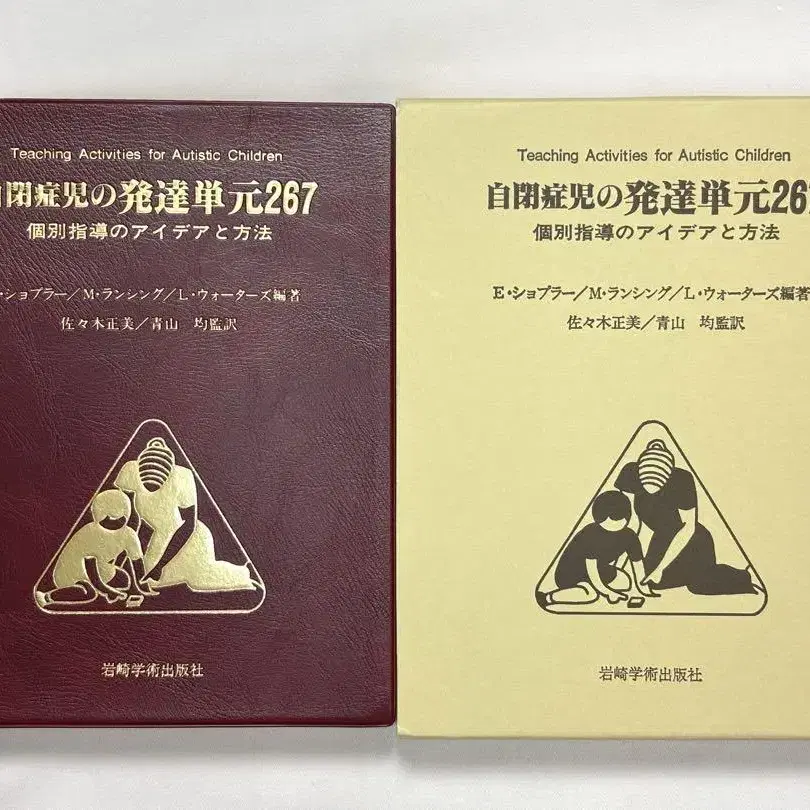 Teaching Activities for Autistic Children
自閉症児の発達単元267
個別指導のアイデアと方法
・ショプラー／M・ランシング／L・ウォーターズ編著
佐々木正美／青山 均監訳
岩崎学術出版社
Teaching Activities for Autistic Children
自閉症児の発達単元267
個別指導のアイデアと方法
E・ショプラー／M・ランシング／L・ウォーターズ編著
佐々木正美／青山 均監訳
岩崎学術出版社